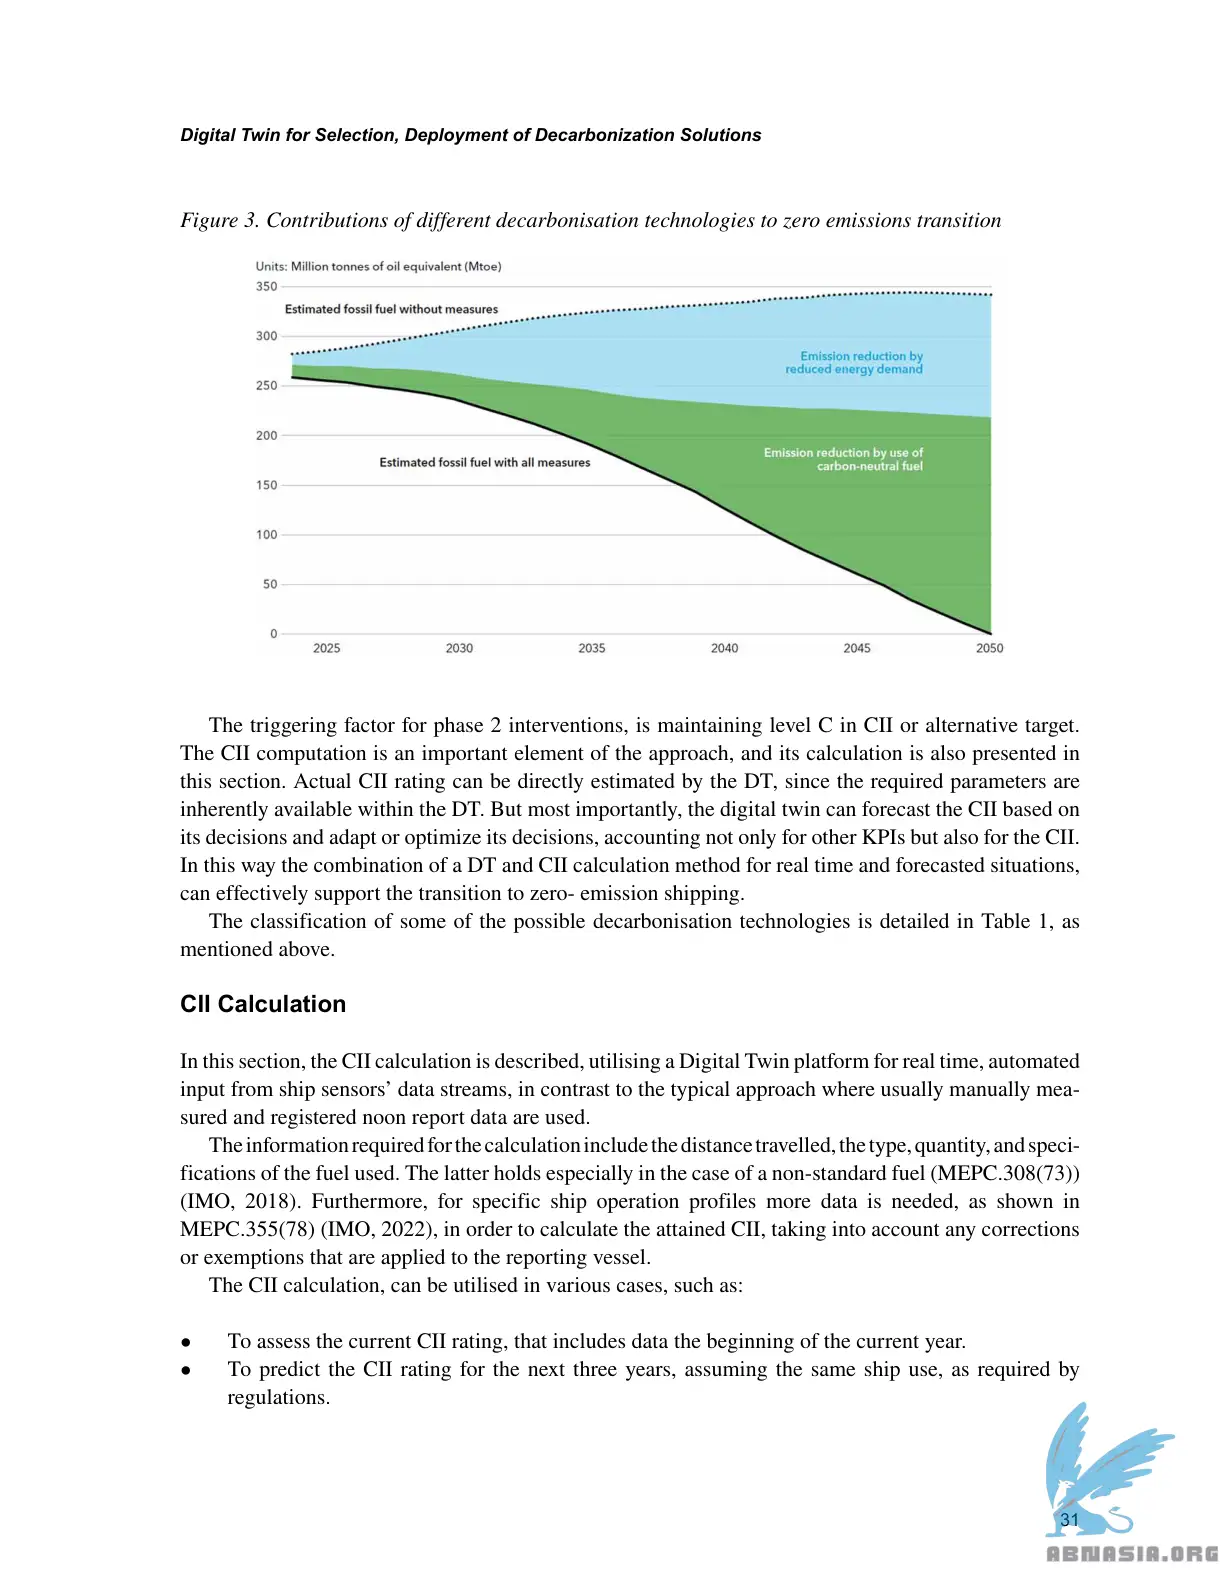 Digital Twin for Selection, Deployment of Decarbonization Solutions
Figure 3. Contributions of different decarbonisation technologies to zero emissions transition
Units: Million tonnes of oil equivalent (Mtoe)
350
Estimated fossil fuel without measures
300
Emission reduction by
reduced energy demand
250
200
Emission reduction by use of
carbon-neutral fuel
Estimated fossil fuel with all measures
150
100
50
0
2025 2030 2035 2040 2045 2050
The triggering factor for phase 2 interventions, is maintaining level C in CII or alternative target.
The CII computation is an important element of the approach, and its calculation is also presented in
this section. Actual CII rating can be directly estimated by the DT, since the required parameters are
inherently available within the DT. But most importantly, the digital twin can forecast the CII based on
its decisions and adapt or optimize its decisions, accounting not only for other KPIs but also for the CII.
In this way the combination of a DT and CII calculation method for real time and forecasted situations,
can effectively support the transition to zero- emission shipping.
The classification of some of the possible decarbonisation technologies is detailed in Table 1, as
mentioned above.
CII Calculation
In this section, the CII calculation is described, utilising a Digital Twin platform for real time, automated
input from ship sensors’ data streams, in contrast to the typical approach where usually manually mea-
sured and registered noon report data are used.
The information required for the calculation include the distance travelled, the type, quantity, and speci-
fications of the fuel used. The latter holds especially in the case of a non-standard fuel (MEPC.308(73))
(IMO, 2018). Furthermore, for specific ship operation profiles more data is needed, as shown in
MEPC.355(78) (IMO, 2022), in order to calculate the attained CII, taking into account any corrections
or exemptions that are applied to the reporting vessel.
The CII calculation, can be utilised in various cases, such as:
● To assess the current CII rating, that includes data the beginning of the current year.
● To predict the CII rating for the next three years, assuming the same ship use, as required by
regulations.
31
ABNASIA.ORG